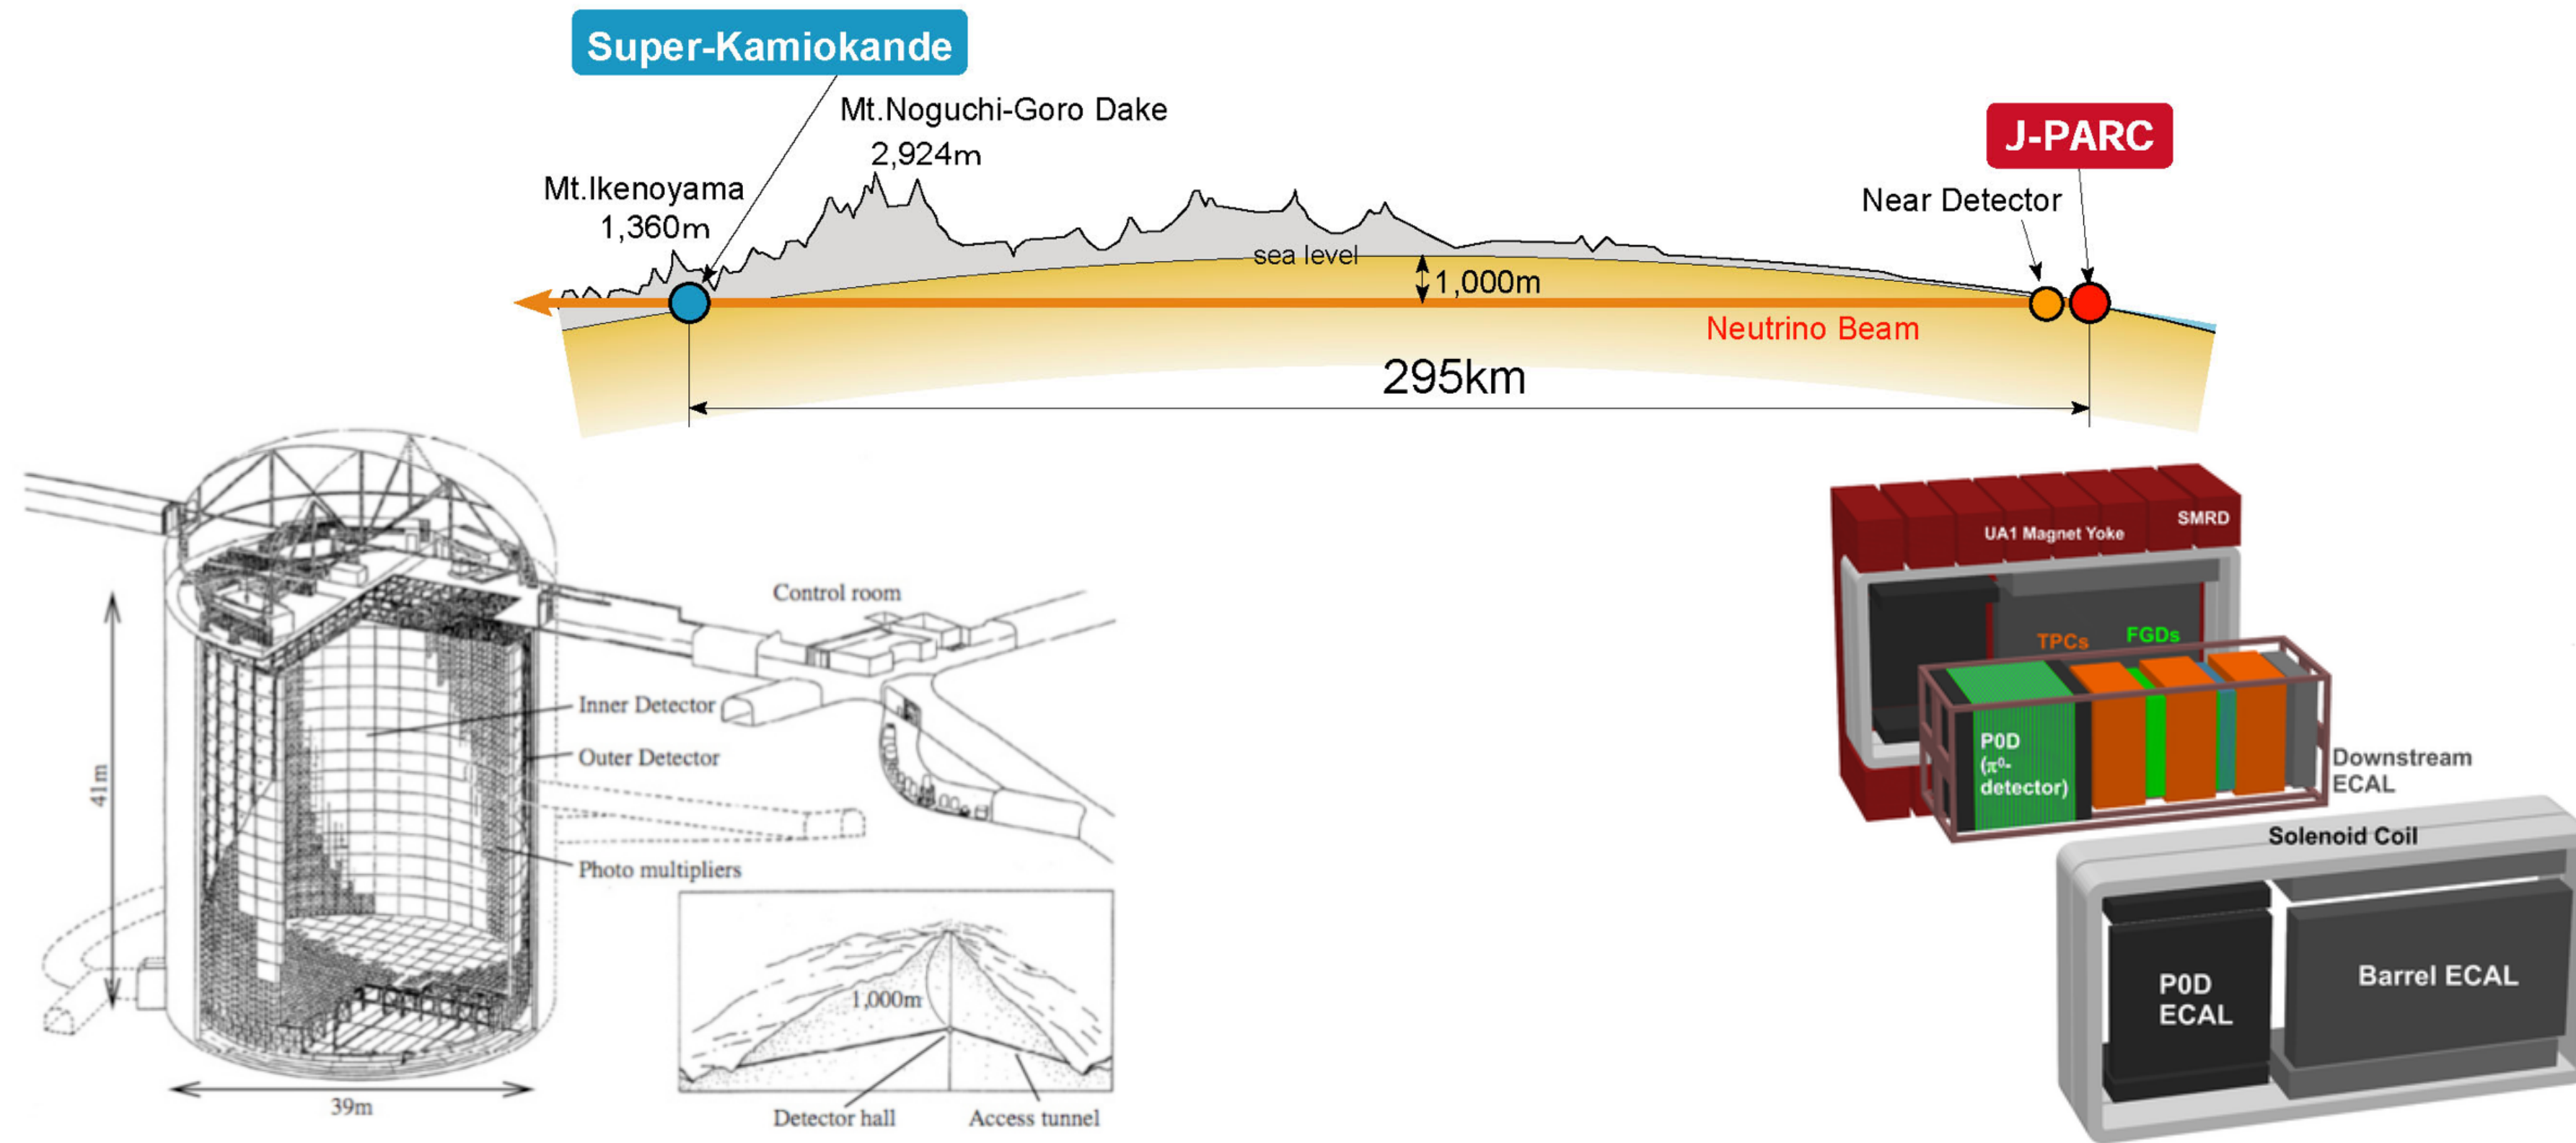 Super-Kamiokande
Mt.Noguchi-Goro Dake
2,924m
Mt.Ikenoyama
1,360m
J-PARC
Near Detector
sea level
1,000m
Neutrino Beam
295km
Control room
Inner Detector
Outer Detector
Photo multipliers
41m
39m
1,000m
Detector hall
Access tunnel
UA1 Magnet Yoke
SMRD
TPCs
FGDs
P0D
(π⁰-
detector)
Downstream
ECAL
Solenoid Coil
P0D
ECAL
Barrel ECAL